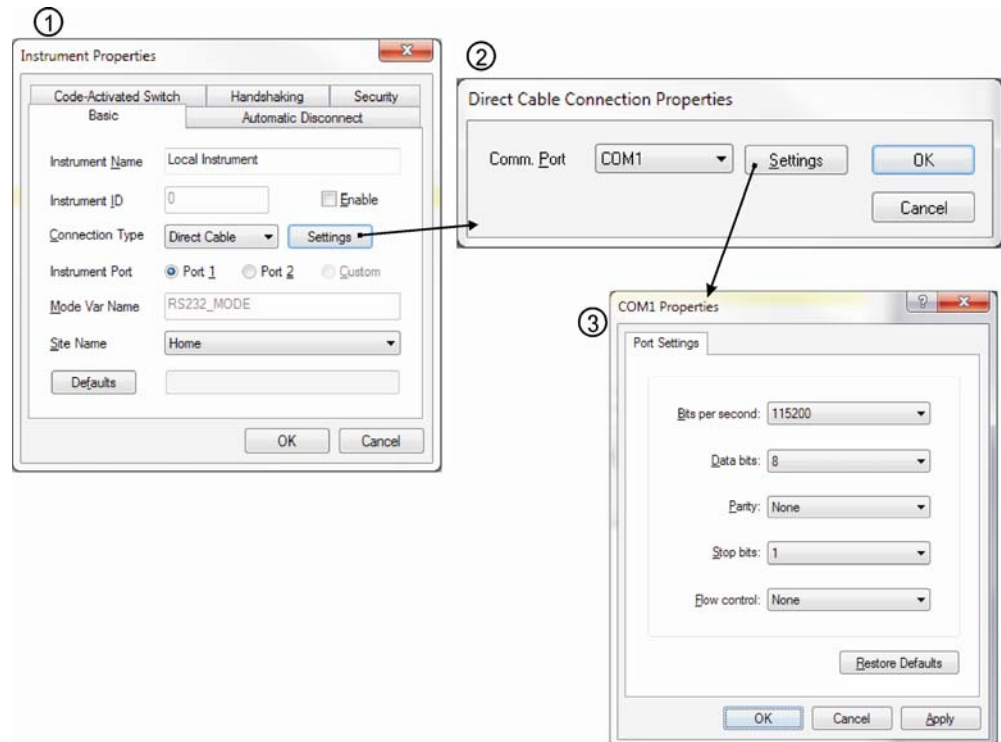 1
Instrument Properties
Code-Activated Switch Handshaking Security
Basic Automatic Disconnect
Instrument Name Local Instrument
Instrument ID 0 Enable
Connection Type Direct Cable Settings
Instrument Port Port 1 Port 2 Custom
Mode Var Name RS232_MODE
Site Name Home
Defaults
OK Cancel
2
Direct Cable Connection Properties
Comm. Port COM1 Settings OK
Cancel
3
COM1 Properties ?
Port Settings
Bits per second: 115200
Data bits: 8
Parity: None
Stop bits: 1
Flow control: None
Restore Defaults
OK Cancel Apply